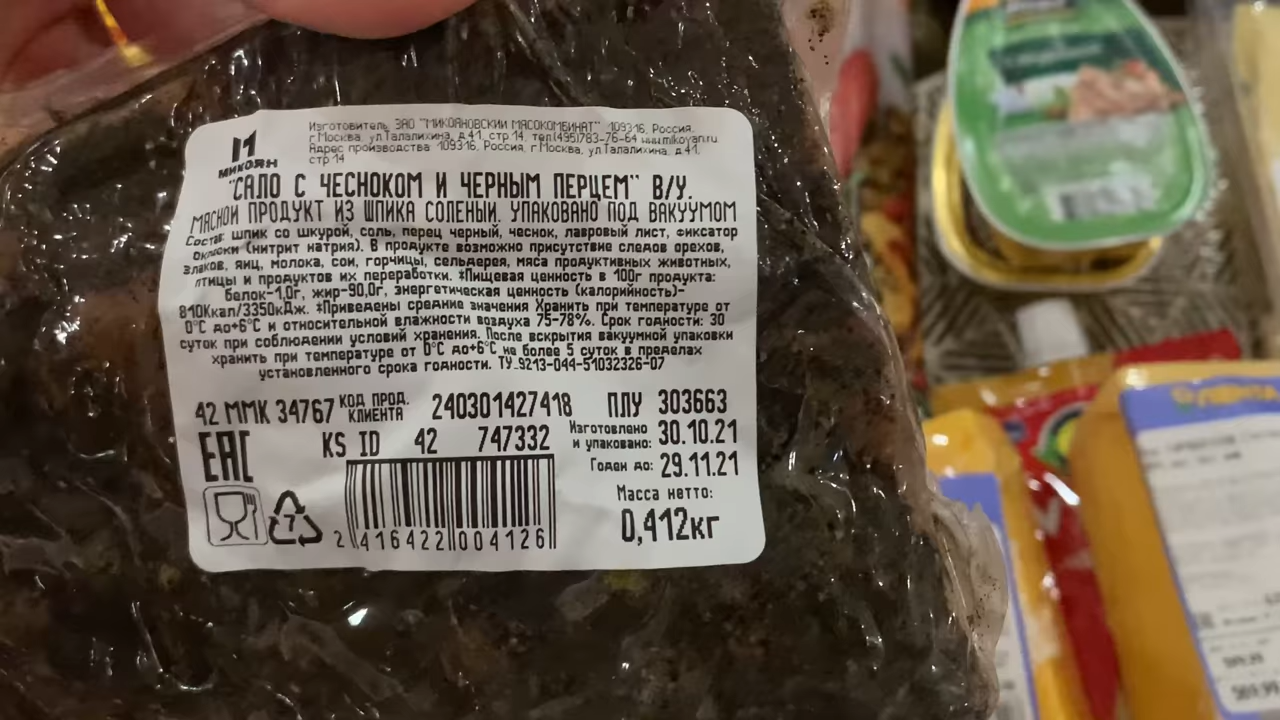 Изготовитель ЗАО "МИКОЯНОВСКИЙ МЯСОКОМБИНАТ" 109316, Россия,
г.Москва, ул.Талалихина, д.41, стр.14, тел(495)783-76-64 www.mikoyan.ru
Адрес производства 109316, Россия, г.Москва, ул.Талалихина, д.41,
стр.14
МИКОЯН
"САЛО С ЧЕСНОКОМ И ЧЕРНЫМ ПЕРЦЕМ" В/У.
МЯСНОЙ ПРОДУКТ ИЗ ШПИКА СОЛЕНЫЙ. УПАКОВАНО ПОД ВАКУУМОМ
Состав: шпик со шкурой, соль, перец черный, чеснок, лавровый лист, фиксатор
окраски (нитрит натрия). В продукте возможно присутствие следов орехов,
злаков, яиц, молока, сои, горчицы, сельдерея, мяса продуктивных животных,
птицы и продуктов их переработки. *Пищевая ценность в 100г продукта:
белок-1,0г, жир-90,0г, энергетическая ценность (калорийность)-
810Ккал/3350кДж. *Приведены средние значения Хранить при температуре от
0°С до+6°С и относительной влажности воздуха 75-78%. Срок годности: 30
суток при соблюдении условий хранения. После вскрытия вакуумной упаковки
хранить при температуре от 0°С до+6°С не более 5 суток в пределах
установленного срока годности. ТУ 9213-044-51032326-07
42 ММК 34767 КОД ПРОД. КЛИЕНТА 240301427418 ПЛУ 303663
ЕАС KS ID 42 747332
Изготовлено и упаковано: 30.10.21
Годен до: 29.11.21
Масса нетто:
0,412кг
7
2 416422 004126